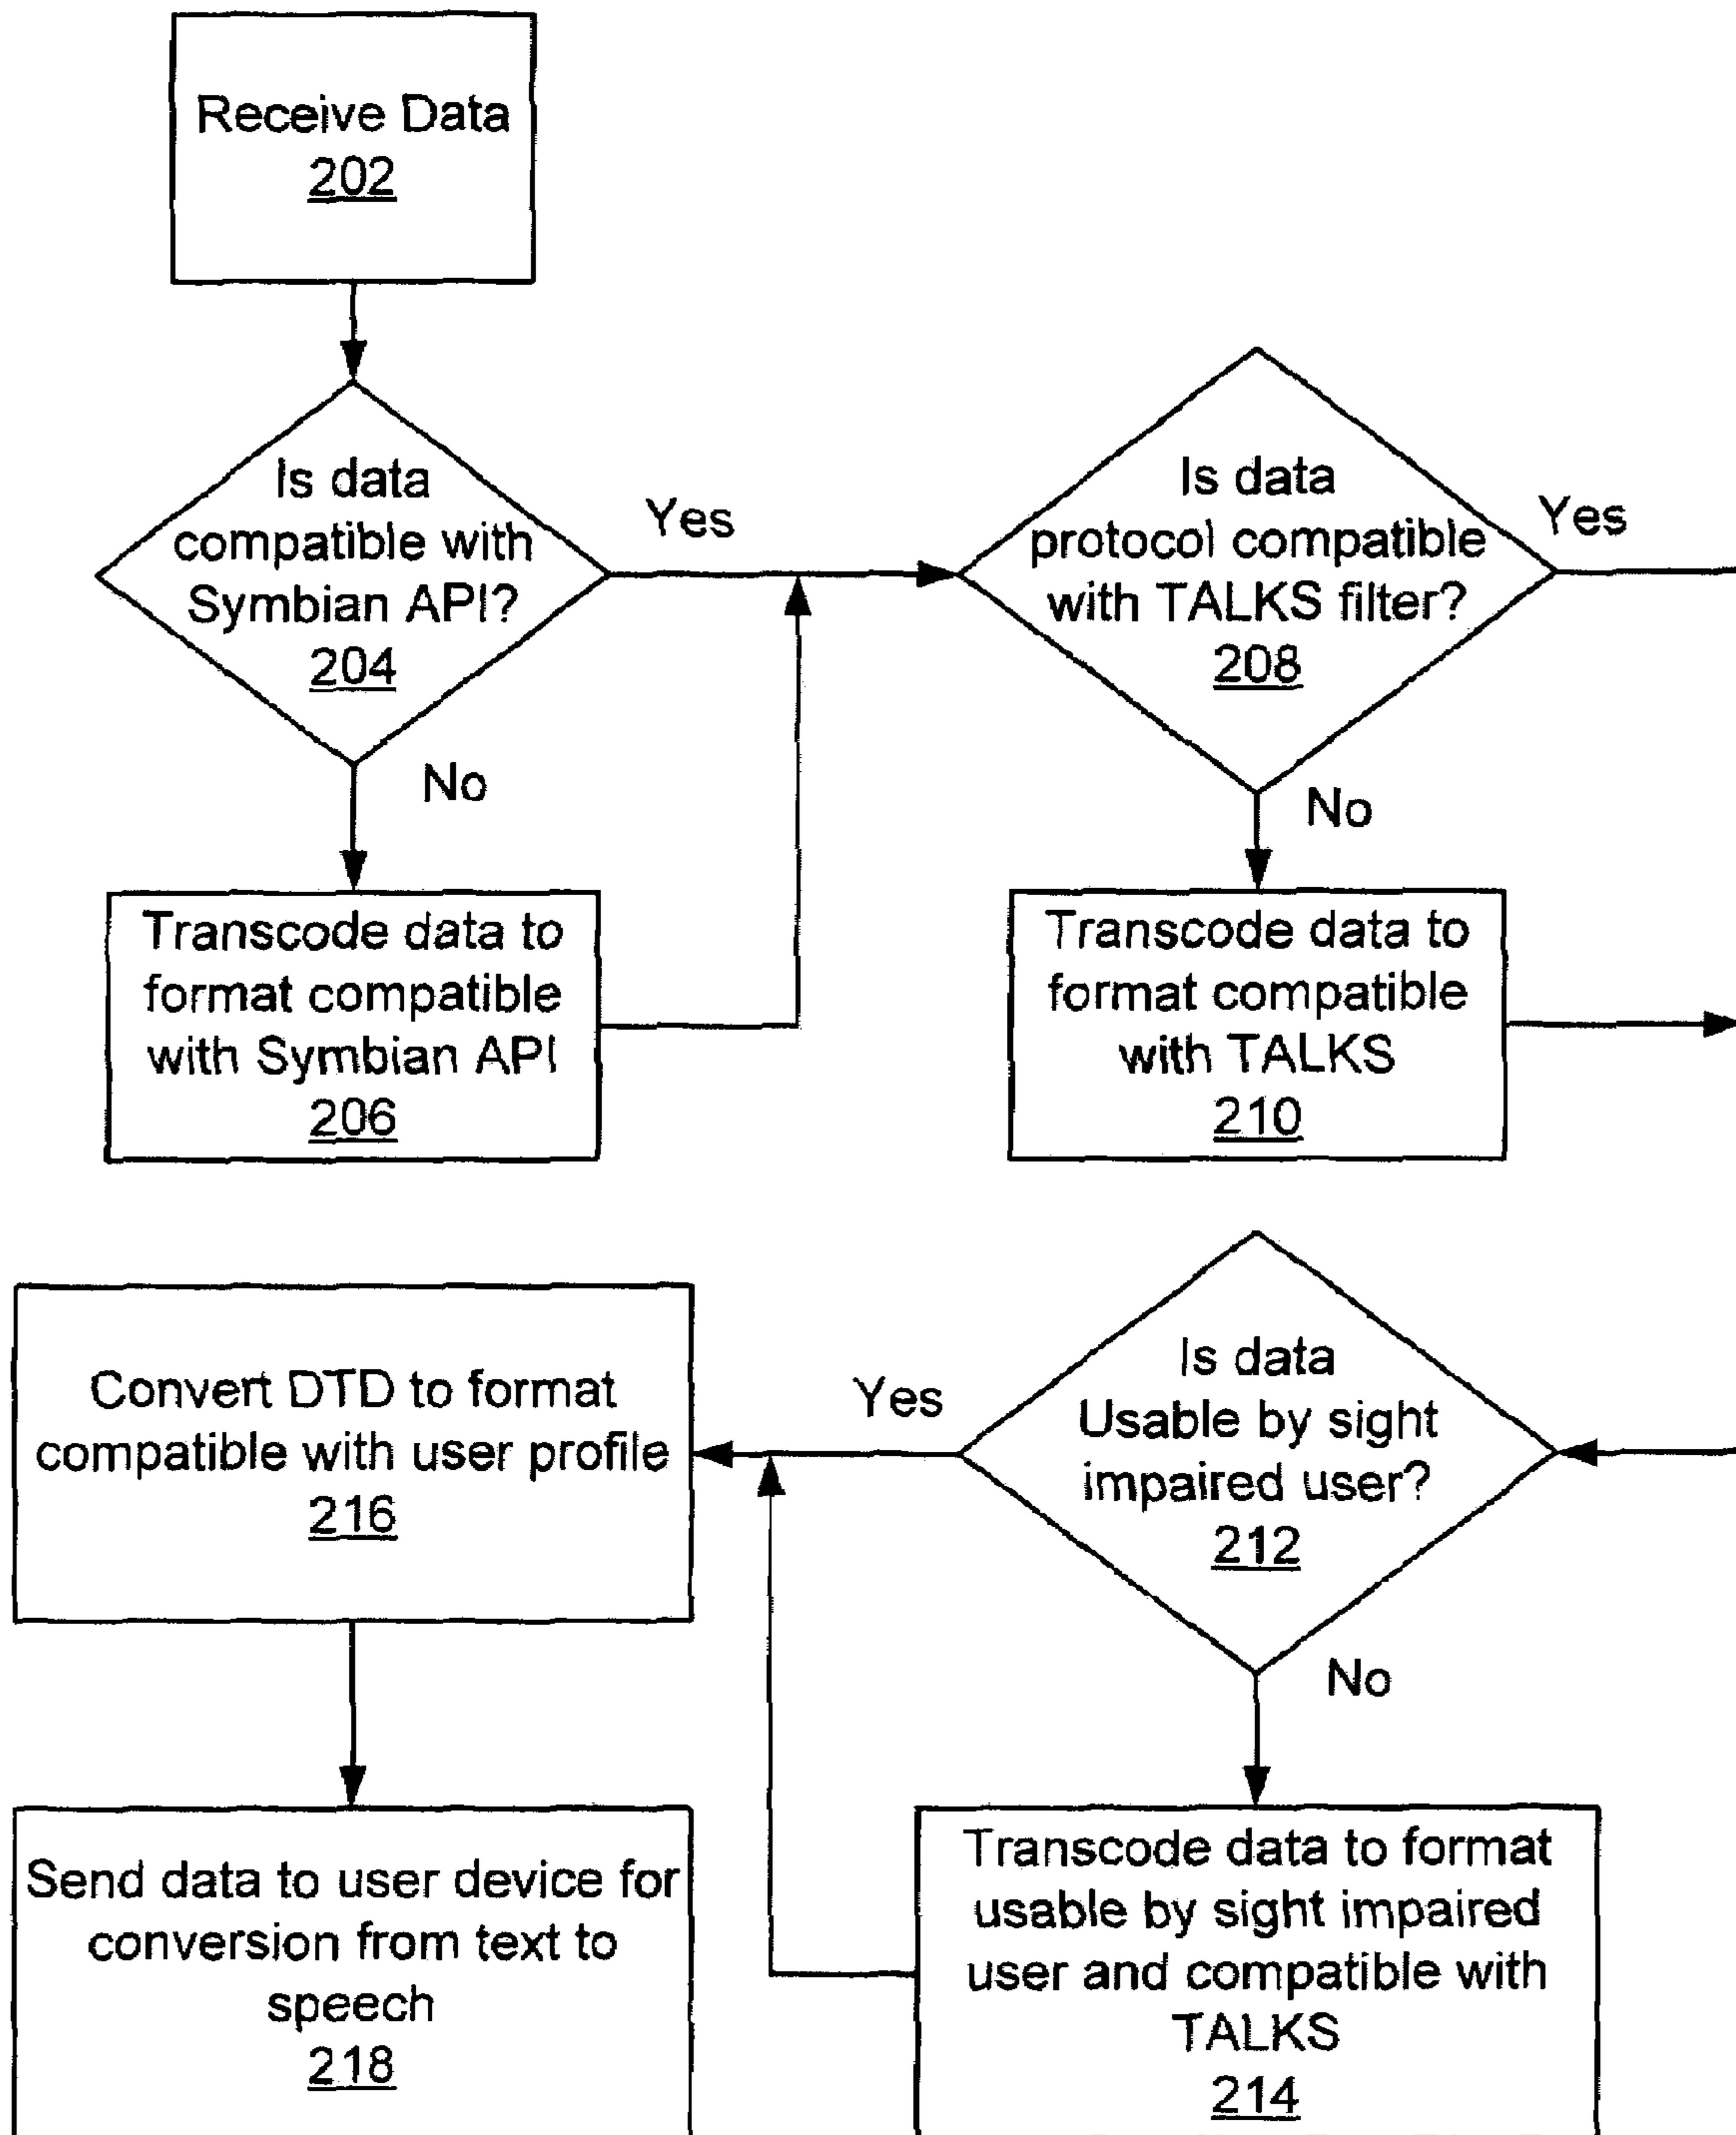 Receive Data
202
Is data
compatible with
Symbian API?
204
Yes
No
Transcode data to
format compatible
with Symbian API
206
Is data
protocol compatible
with TALKS filter?
208
Yes
No
Transcode data to
format compatible
with TALKS
210
Is data
Usable by sight
impaired user?
212
Yes
No
Transcode data to format
usable by sight impaired
user and compatible with
TALKS
214
Convert DTD to format
compatible with user profile
216
Send data to user device for
conversion from text to
speech
218